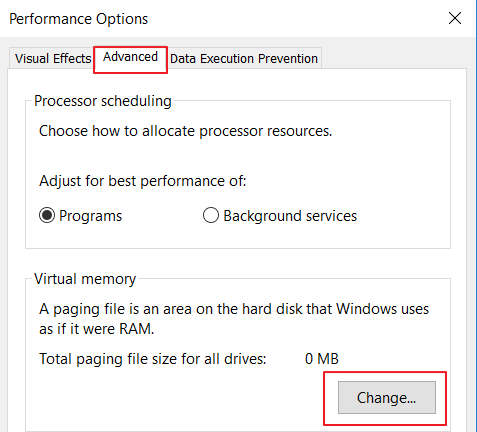 Performance Options
Visual Effects Advanced Data Execution Prevention
Processor scheduling
Choose how to allocate processor resources.
Adjust for best performance of:
Programs Background services
Virtual memory
A paging file is an area on the hard disk that Windows uses
as if it were RAM.
Total paging file size for all drives: 0 MB
Change...